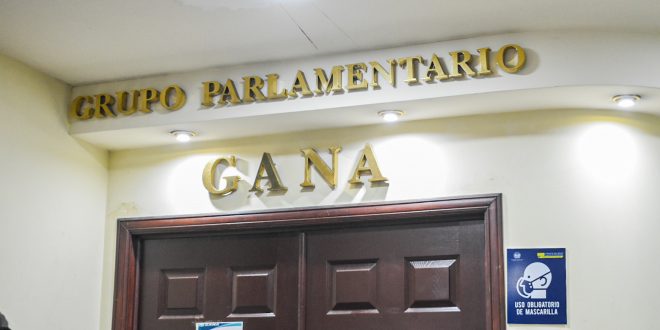 GRUPO PARLAMENTARIO
GANA
USO OBLIGATORIO
DE MASCARILLA